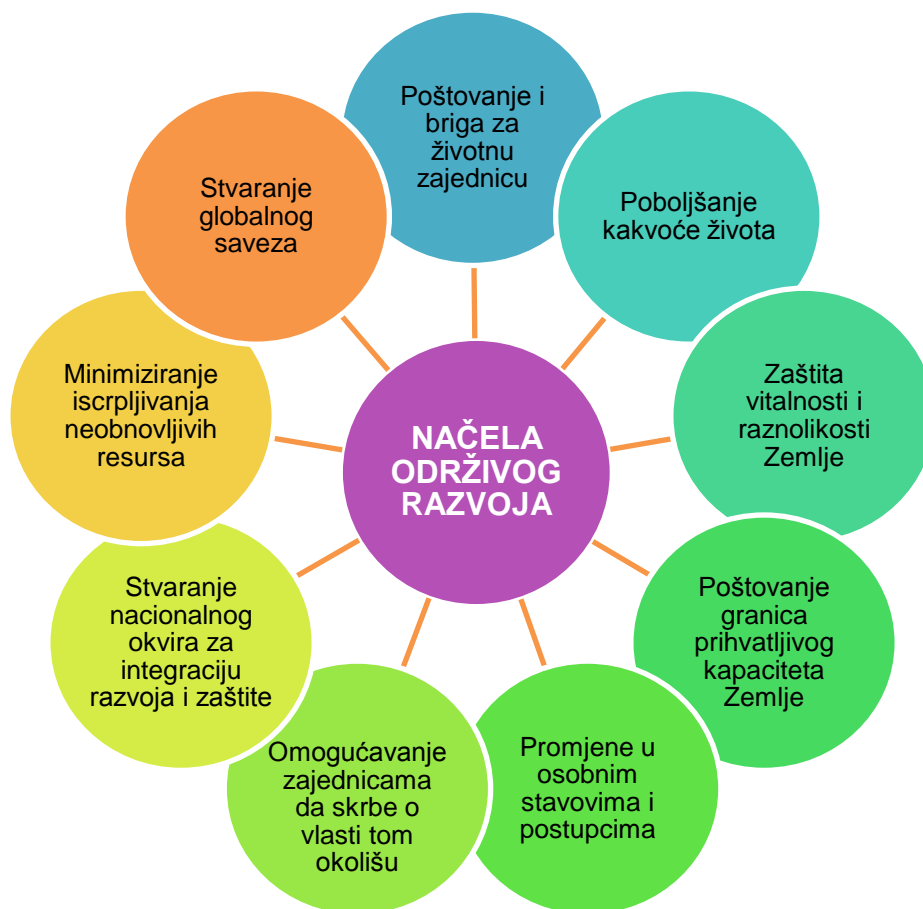 Poštovanje i
briga za
životnu
zajednicu
Poboljšanje
kakvoće života
Zaštita
vitalnosti i
raznolikosti
Zemlje
Poštovanje
granica
prihvatljivog
kapaciteta
Zemlje
Promjene u
osobnim
stavovima i
postupcima
Omogućavanje
zajednicama
da skrbe o
vlasti tom
okolišu
Stvaranje
nacionalnog
okvira za
integraciju
razvoja i zaštite
Minimiziranje
iscrpljivanja
neobnovljivih
resursa
Stvaranje
globalnog
saveza
NAČELA
ODRŽIVOG
RAZVOJA